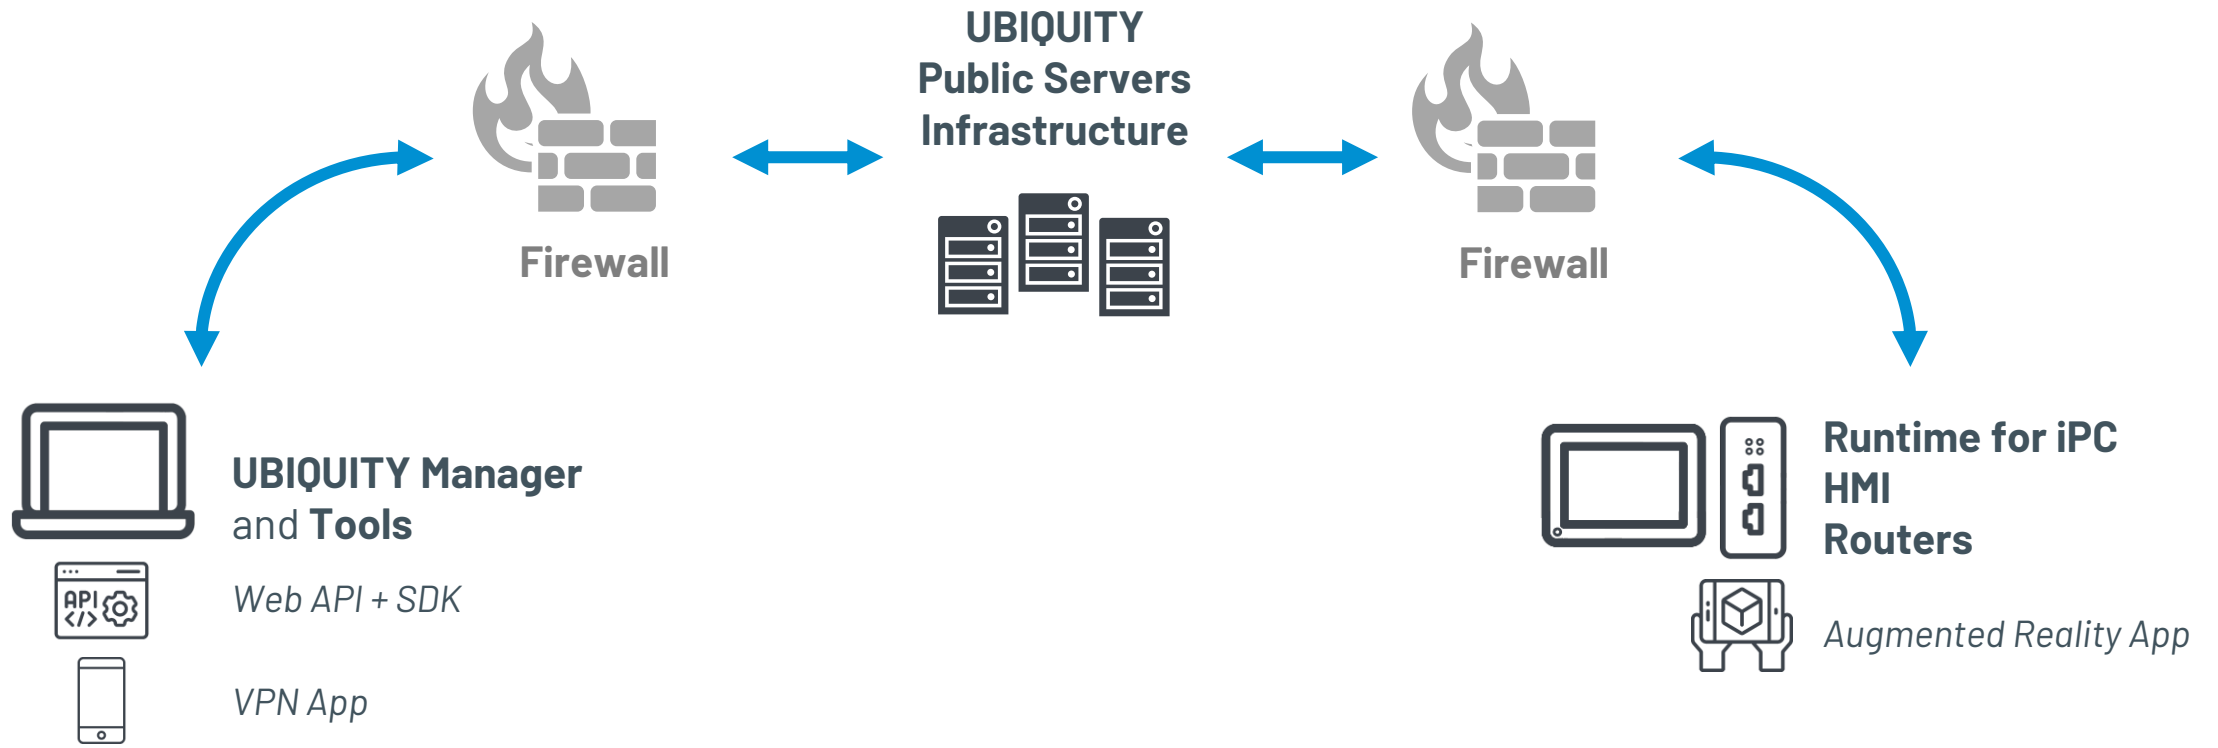 UBIQUITY
Public Servers
Infrastructure
Firewall
Firewall
UBIQUITY Manager
and Tools
API
</>
Web API + SDK
VPN App
Runtime for iPC
HMI
Routers
Augmented Reality App